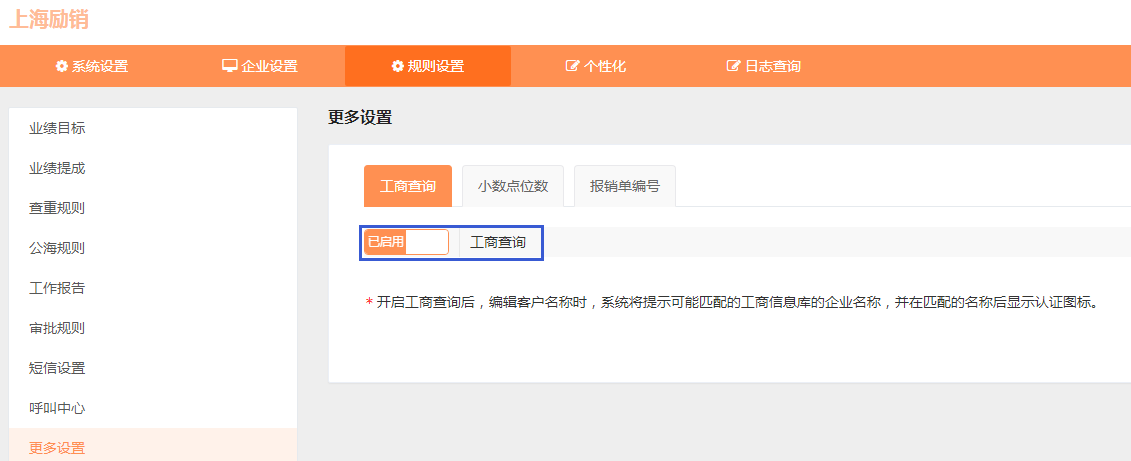 上海励销
系统设置 企业设置 规则设置 个性化 日志查询
业绩目标
业绩提成
查重规则
公海规则
工作报告
审批规则
短信设置
呼叫中心
更多设置
更多设置
工商查询 小数点位数 报销单编号
已启用 工商查询
* 开启工商查询后，编辑客户名称时，系统将提示可能匹配的工商信息库的企业名称，并在匹配的名称后显示认证图标。